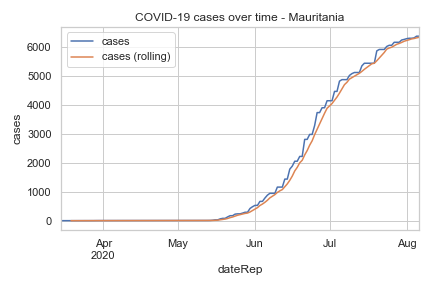 COVID-19 cases over time - Mauritania
cases
cases (rolling)
cases
6000
5000
4000
3000
2000
1000
0
Apr
2020
May
Jun
Jul
Aug
dateRep